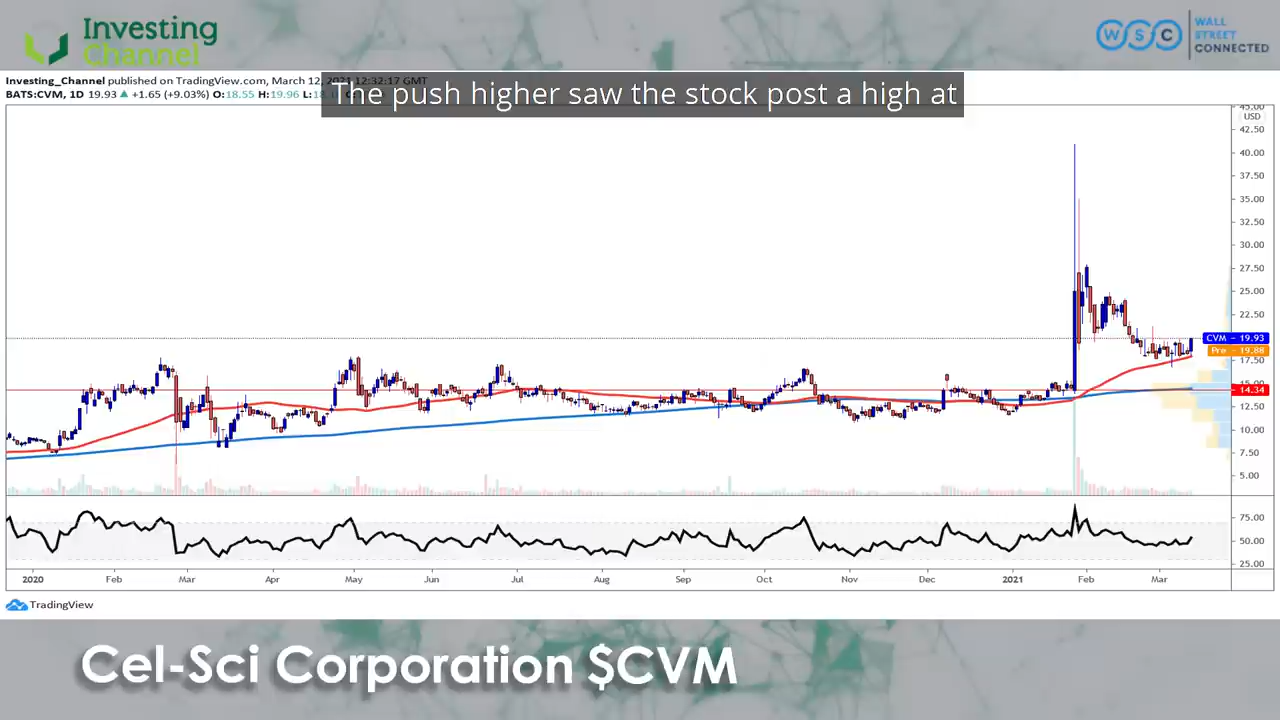 Investing
Channel
WSC
WALL
STREET
CONNECTED
Investing_Channel published on TradingView.com, March 12, 2021 12:32:17 GMT
BATS:CVM, 1D 19.93 ▲ +1.65 (+9.03%) O:18.55 H:19.96 L:
The push higher saw the stock post a high at
45.00
USD
42.50
40.00
37.50
35.00
32.50
30.00
27.50
25.00
22.50
CVM - 19.93
Pre - 19.88
17.50
15.00
14.34
12.50
10.00
7.50
5.00
75.00
50.00
25.00
2020 Feb Mar Apr May Jun Jul Aug Sep Oct Nov Dec 2021 Feb Mar
TradingView
Cel-Sci Corporation $CVM